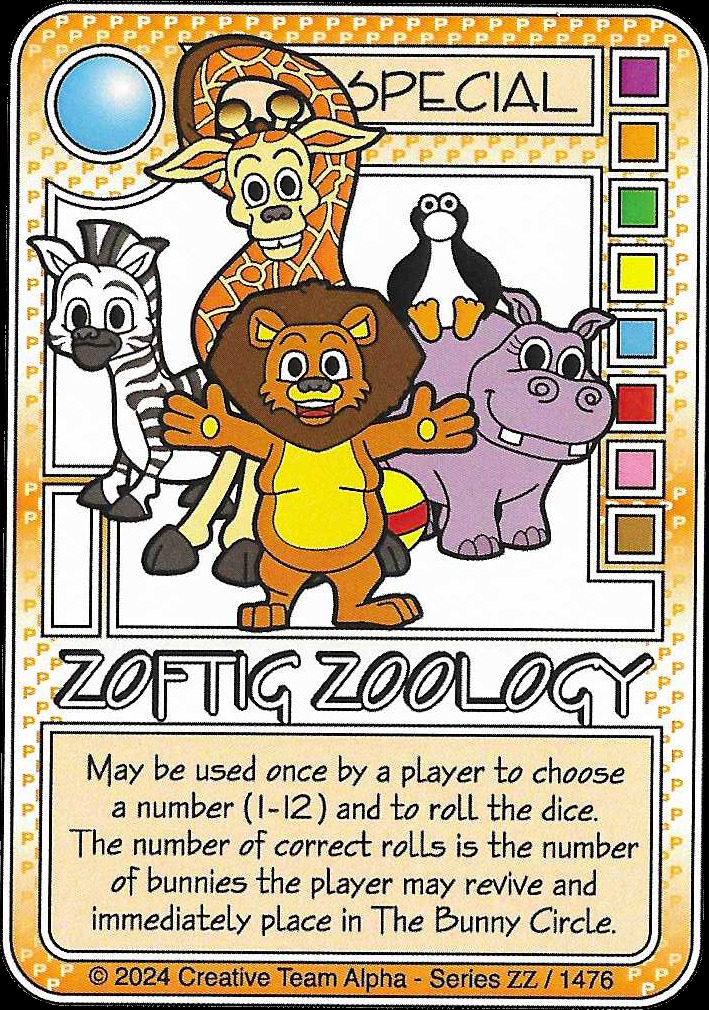 SPECIAL
ZOFTIG ZOOLOGY
May be used once by a player to choose
a number (1-12) and to roll the dice.
The number of correct rolls is the number
of bunnies the player may revive and
immediately place in The Bunny Circle.
© 2024 Creative Team Alpha - Series ZZ / 1476